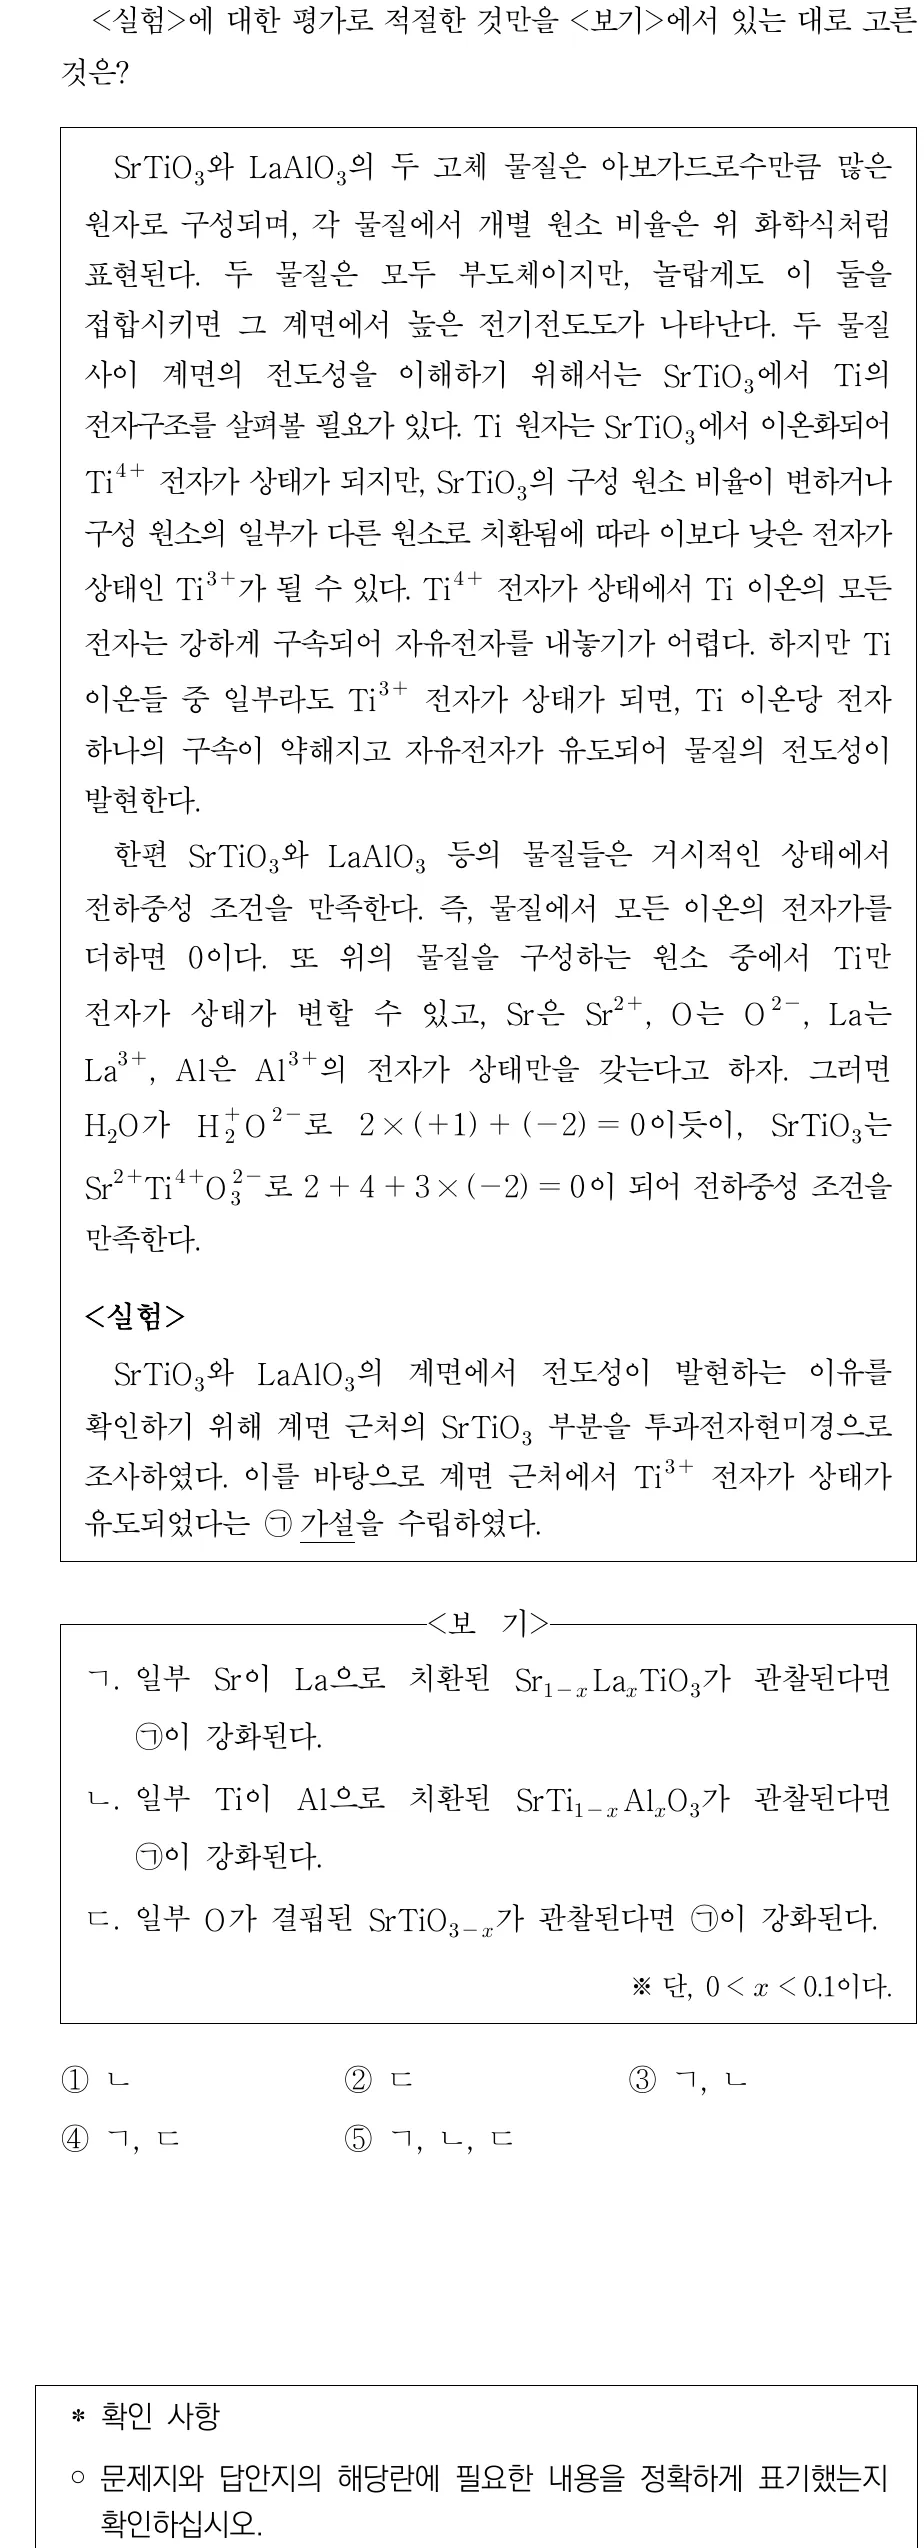 <실험>에 대한 평가로 적절한 것만을 <보기>에서 있는 대로 고른
것은?
SrTiO₃와 LaAlO₃의 두 고체 물질은 아보가드로수만큼 많은
원자로 구성되며, 각 물질에서 개별 원소 비율은 위 화학식처럼
표현된다. 두 물질은 모두 부도체이지만, 놀랍게도 이 둘을
접합시키면 그 계면에서 높은 전기전도도가 나타난다. 두 물질
사이 계면의 전도성을 이해하기 위해서는 SrTiO₃에서 Ti의
전자구조를 살펴볼 필요가 있다. Ti 원자는 SrTiO₃에서 이온화되어
Ti⁴⁺ 전자가 상태가 되지만, SrTiO₃의 구성 원소 비율이 변하거나
구성 원소의 일부가 다른 원소로 치환됨에 따라 이보다 낮은 전자가
상태인 Ti³⁺가 될 수 있다. Ti⁴⁺ 전자가 상태에서 Ti 이온의 모든
전자는 강하게 구속되어 자유전자를 내놓기가 어렵다. 하지만 Ti
이온들 중 일부라도 Ti³⁺ 전자가 상태가 되면, Ti 이온당 전자
하나의 구속이 약해지고 자유전자가 유도되어 물질의 전도성이
발현한다.
한편 SrTiO₃와 LaAlO₃ 등의 물질들은 거시적인 상태에서
전하중성 조건을 만족한다. 즉, 물질에서 모든 이온의 전자가를
더하면 0이다. 또 위의 물질을 구성하는 원소 중에서 Ti만
전자가 상태가 변할 수 있고, Sr은 Sr²⁺, O는 O²⁻, La는
La³⁺, Al은 Al³⁺의 전자가 상태만을 갖는다고 하자. 그러면
H₂O가 H₂⁺O²⁻로 2×(+1)+(−2)=0이듯이, SrTiO₃는
Sr²⁺Ti⁴⁺O₃²⁻로 2+4+3×(−2)=0이 되어 전하중성 조건을
만족한다.
<실험>
SrTiO₃와 LaAlO₃의 계면에서 전도성이 발현하는 이유를
확인하기 위해 계면 근처의 SrTiO₃ 부분을 투과전자현미경으로
조사하였다. 이를 바탕으로 계면 근처에서 Ti³⁺ 전자가 상태가
유도되었다는 ㉠가설을 수립하였다.
<보 기>
ㄱ. 일부 Sr이 La으로 치환된 Sr₁₋ₓLaₓTiO₃가 관찰된다면
㉠이 강화된다.
ㄴ. 일부 Ti이 Al으로 치환된 SrTi₁₋ₓAlₓO₃가 관찰된다면
㉠이 강화된다.
ㄷ. 일부 O가 결핍된 SrTiO₃₋ₓ가 관찰된다면 ㉠이 강화된다.
※ 단, 0<x<0.1이다.
① ㄴ ② ㄷ ③ ㄱ, ㄴ
④ ㄱ, ㄷ ⑤ ㄱ, ㄴ, ㄷ
* 확인 사항
○ 문제지와 답안지의 해당란에 필요한 내용을 정확하게 표기했는지
확인하십시오.